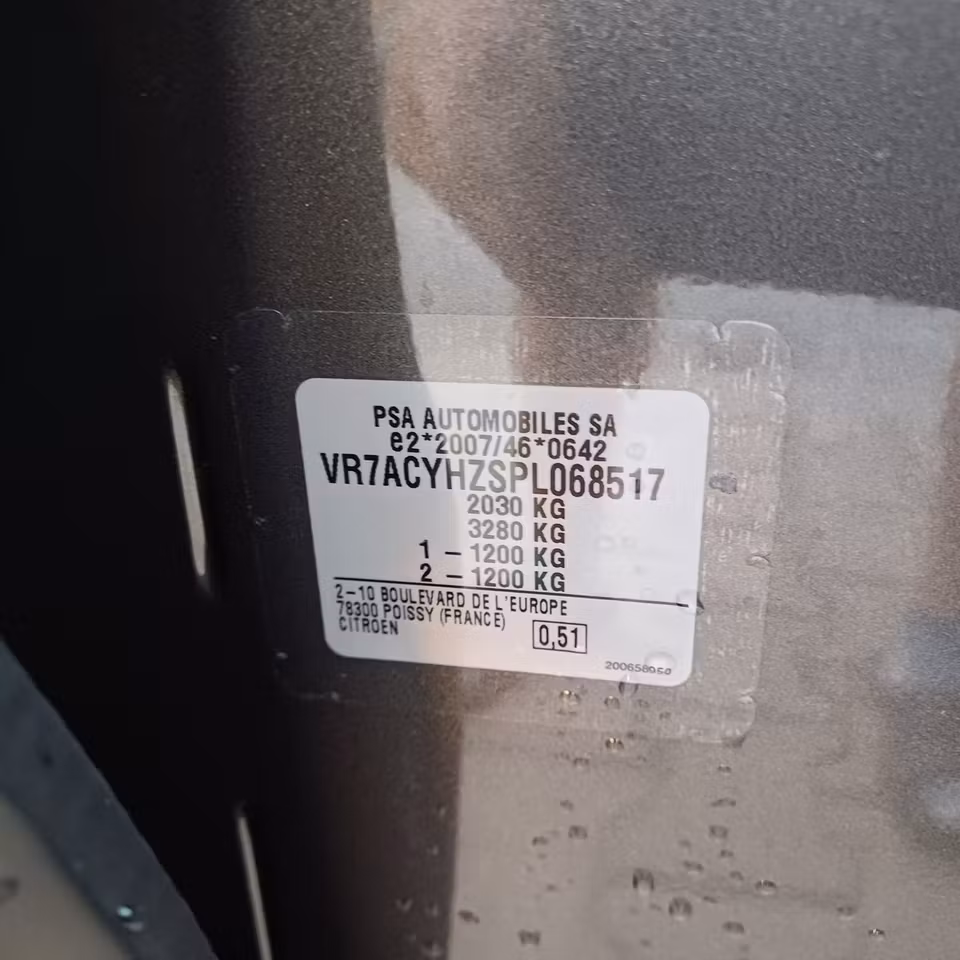 PSA AUTOMOBILES SA
e2*2007/46*0642
VR7ACYHZSPL068517
2030 KG
3280 KG
1 – 1200 KG
2 – 1200 KG
2–10 BOULEVARD DE L'EUROPE
78300 POISSY (FRANCE)
CITROEN
0,51